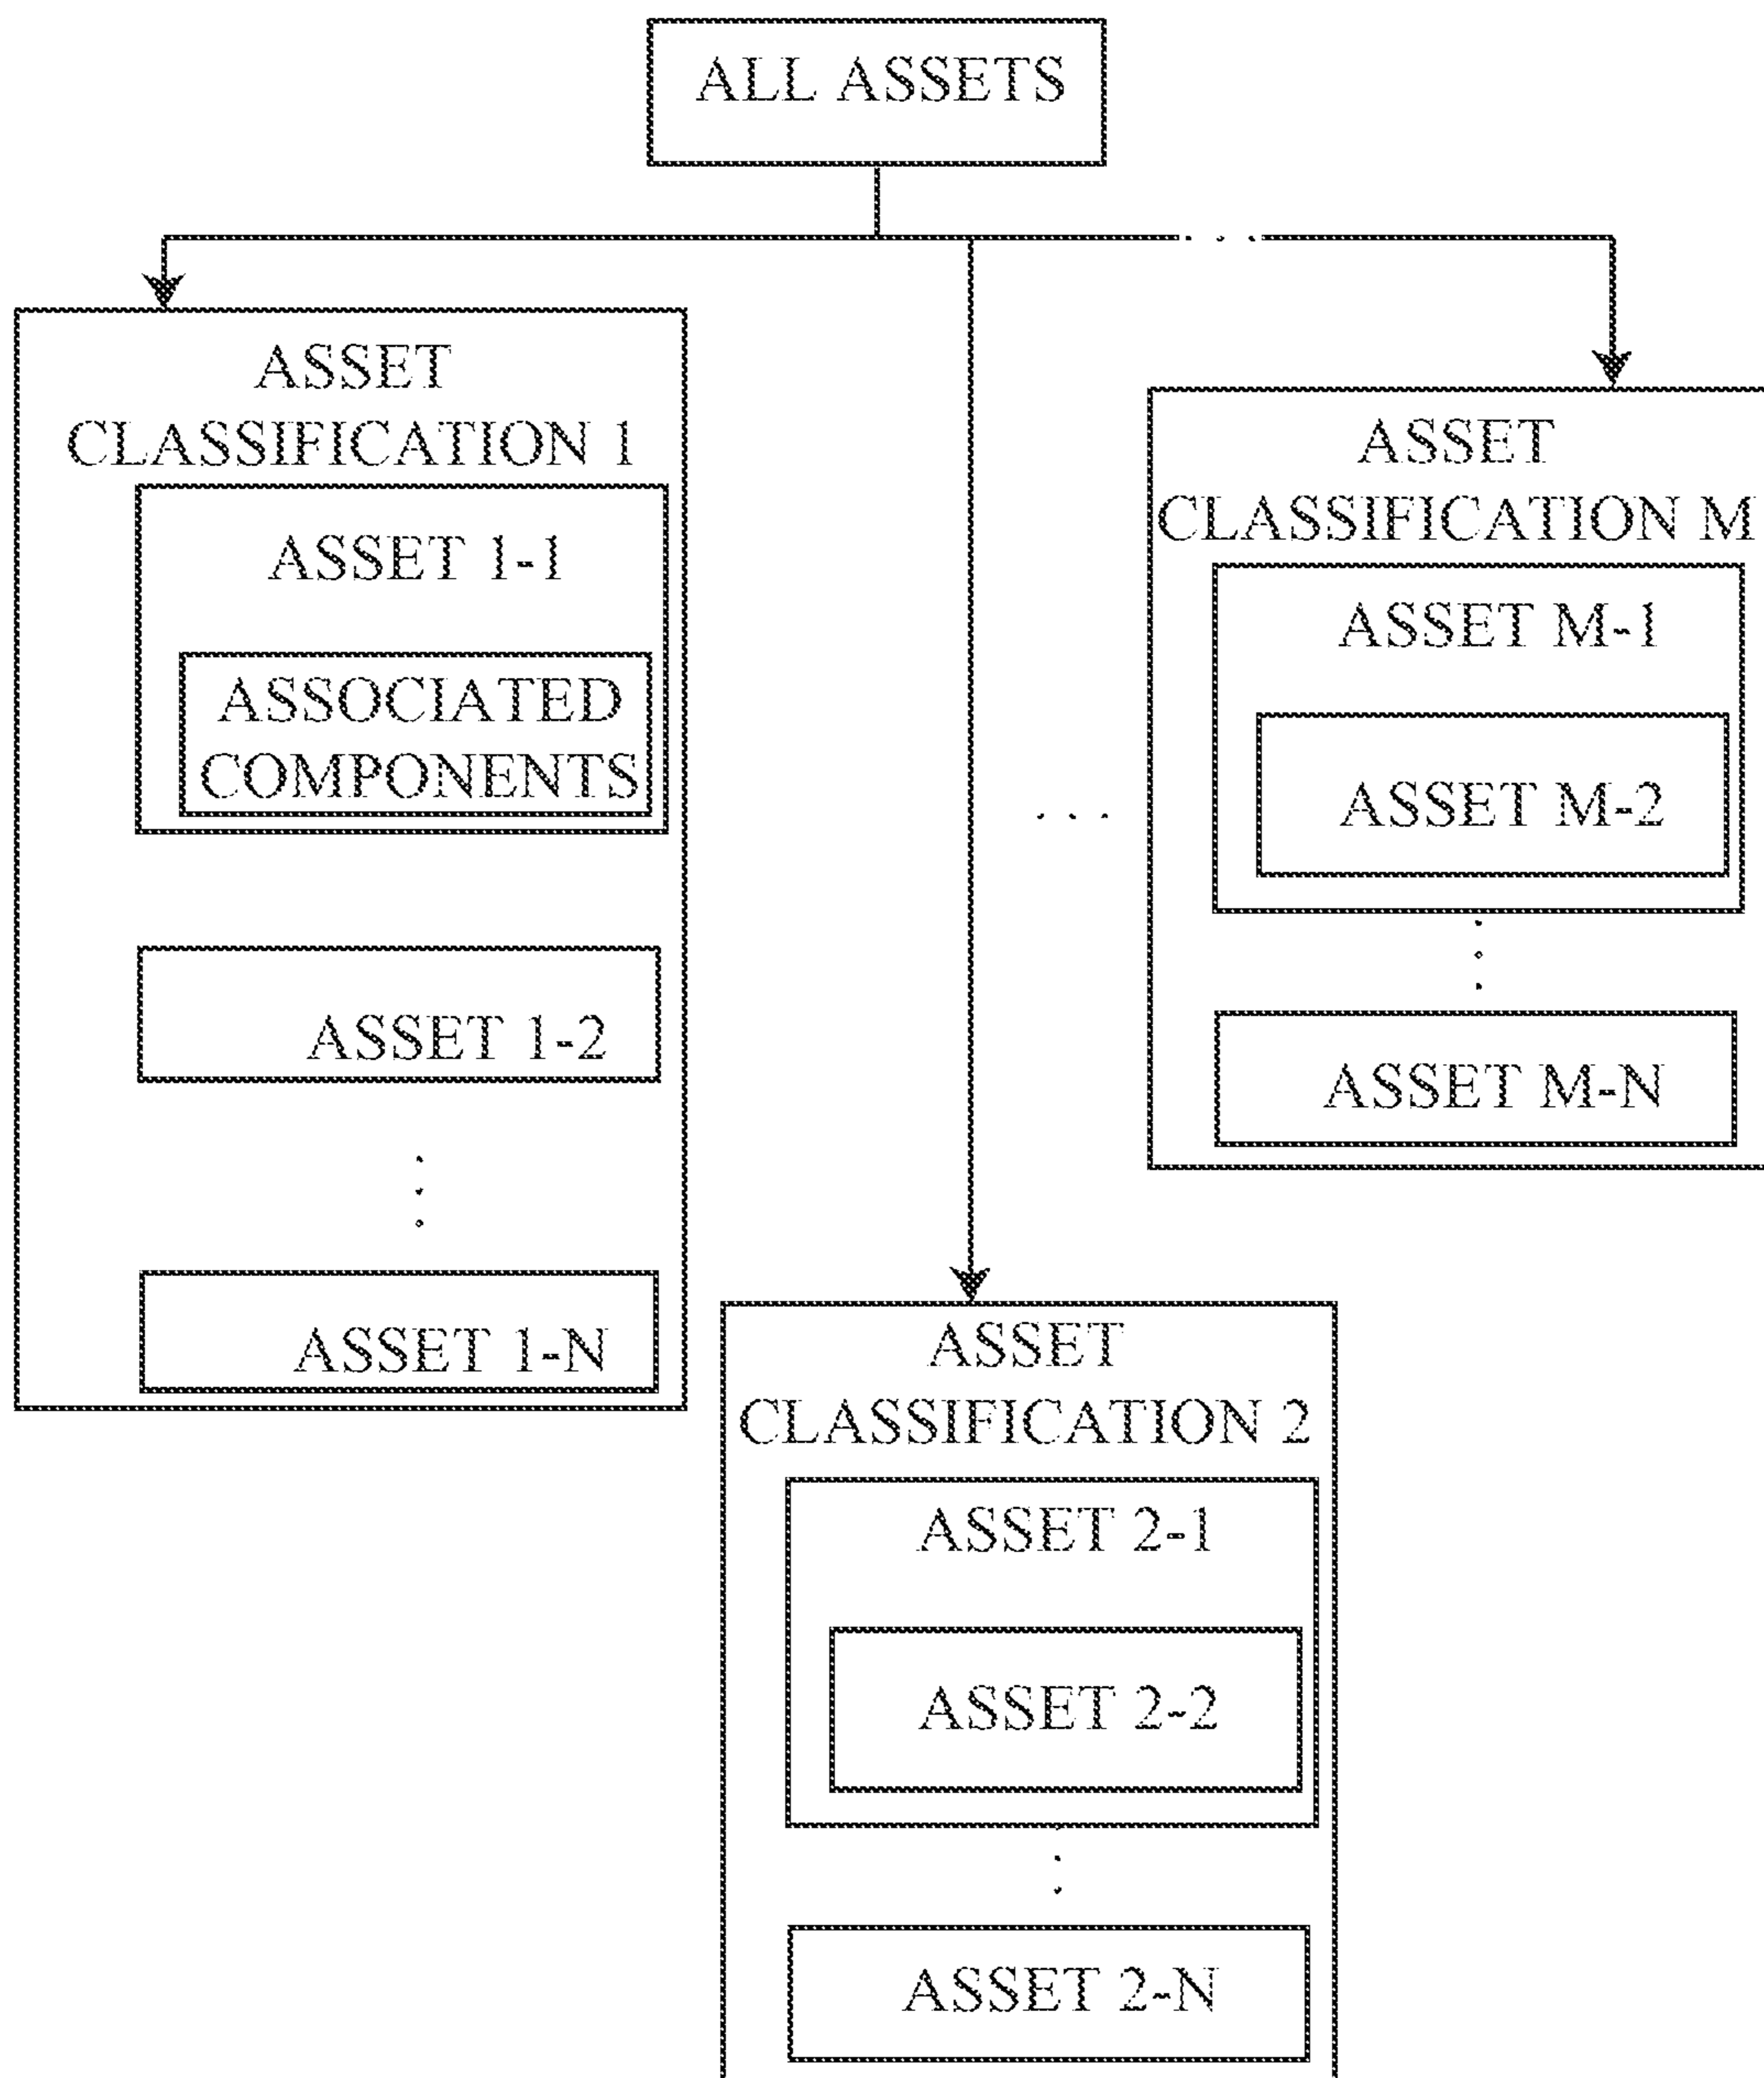 ALL ASSETS
ASSET
CLASSIFICATION 1
ASSET 1-1
ASSOCIATED
COMPONENTS
ASSET 1-2
ASSET 1-N
ASSET
CLASSIFICATION M
ASSET M-1
ASSET M-2
ASSET M-N
ASSET
CLASSIFICATION 2
ASSET 2-1
ASSET 2-2
ASSET 2-N